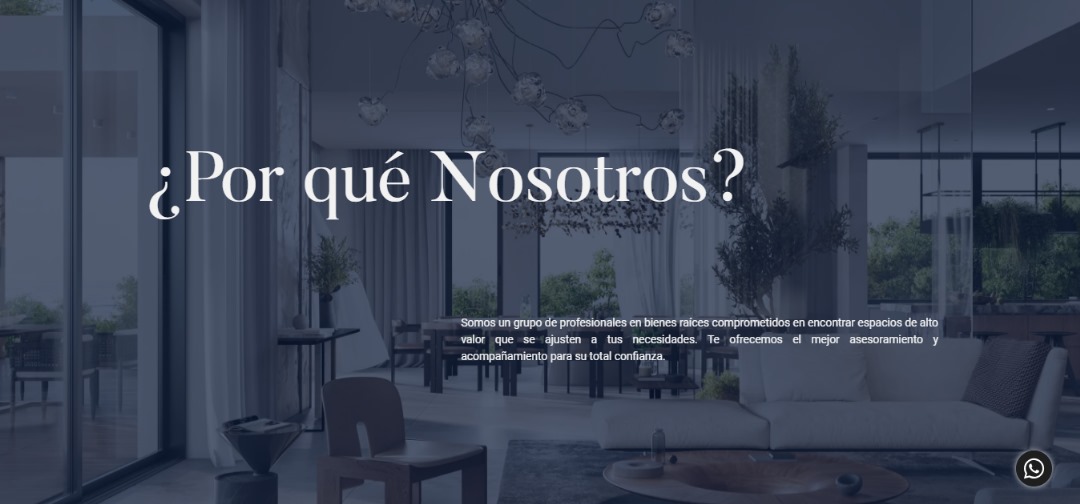 ¿Por qué Nosotros?
Somos un grupo de profesionales en bienes raíces comprometidos en encontrar espacios de alto
valor que se ajusten a tus necesidades. Te ofrecemos el mejor asesoramiento y
acompañamiento para su total confianza.